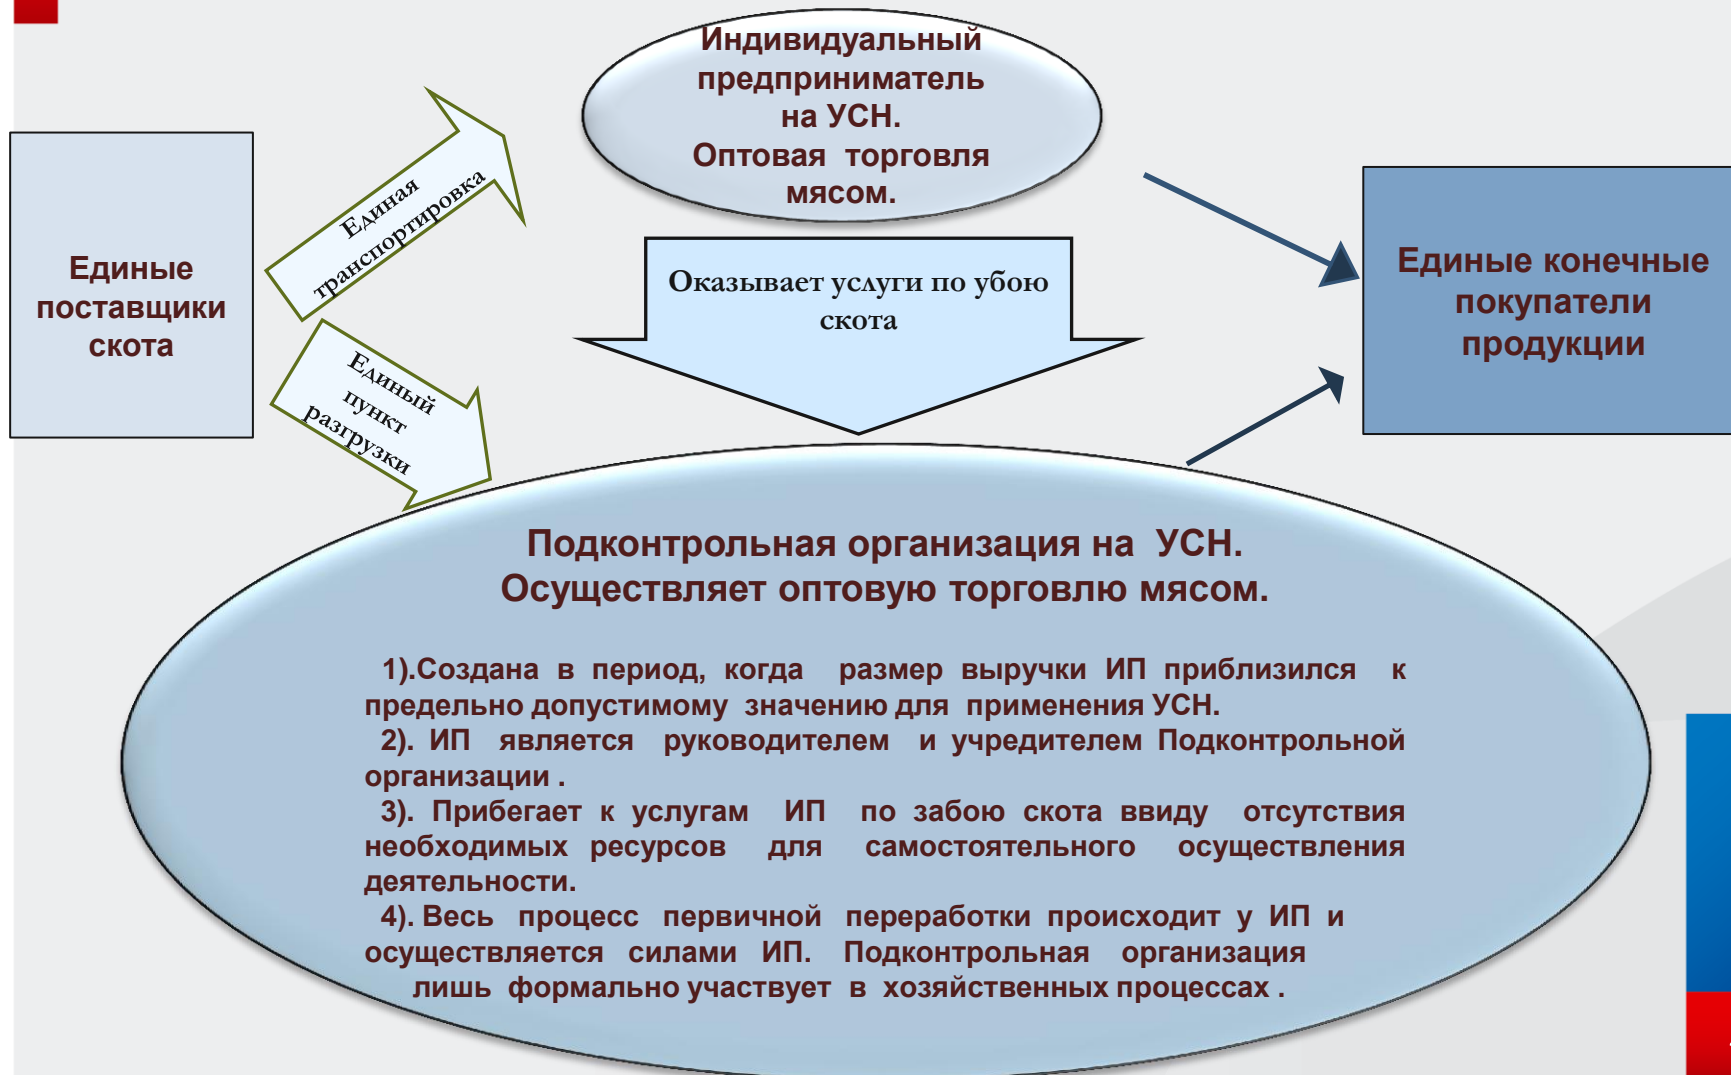 Индивидуальный
предприниматель
на УСН.
Оптовая торговля
мясом.
Единые
поставщики
скота
Единая
транспортировка
Единый
пункт
разгрузки
Оказывает услуги по убою
скота
Единые конечные
покупатели
продукции
Подконтрольная организация на УСН.
Осуществляет оптовую торговлю мясом.
1).Создана в период, когда размер выручки ИП приблизился к
предельно допустимому значению для применения УСН.
2). ИП является руководителем и учредителем Подконтрольной
организации .
3). Прибегает к услугам ИП по забою скота ввиду отсутствия
необходимых ресурсов для самостоятельного осуществления
деятельности.
4). Весь процесс первичной переработки происходит у ИП и
осуществляется силами ИП. Подконтрольная организация
лишь формально участвует в хозяйственных процессах .